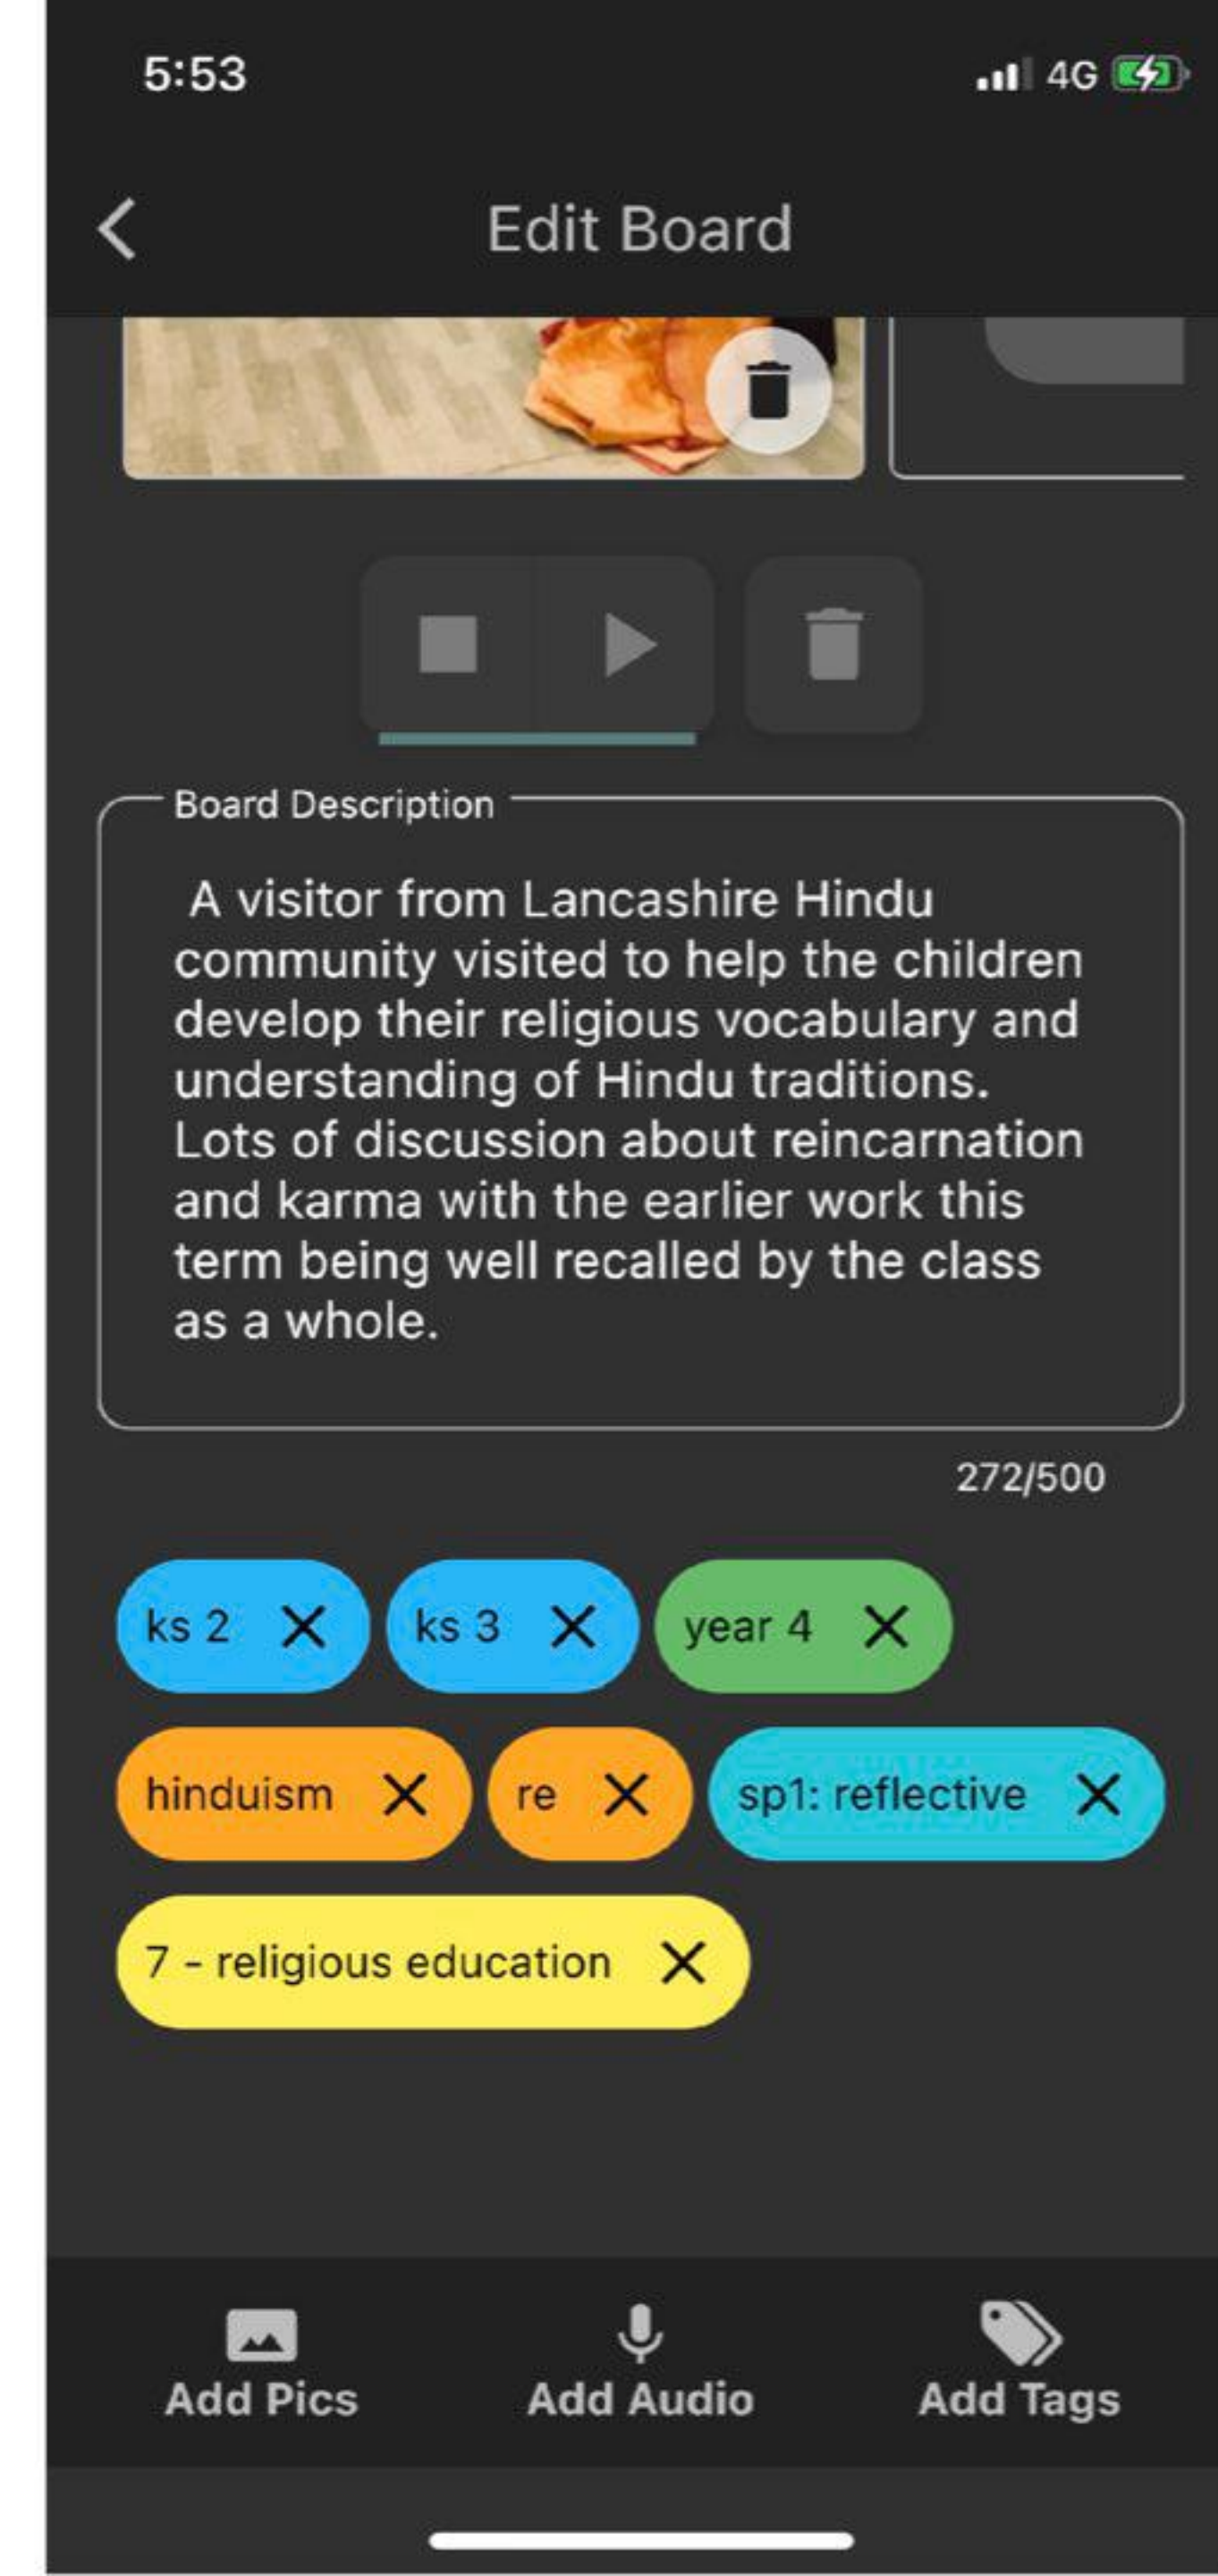 5:53
4G
Edit Board
Board Description
A visitor from Lancashire Hindu
community visited to help the children
develop their religious vocabulary and
understanding of Hindu traditions.
Lots of discussion about reincarnation
and karma with the earlier work this
term being well recalled by the class
as a whole.
272/500
ks 2
ks 3
year 4
hinduism
re
sp1: reflective
7 - religious education
Add Pics
Add Audio
Add Tags